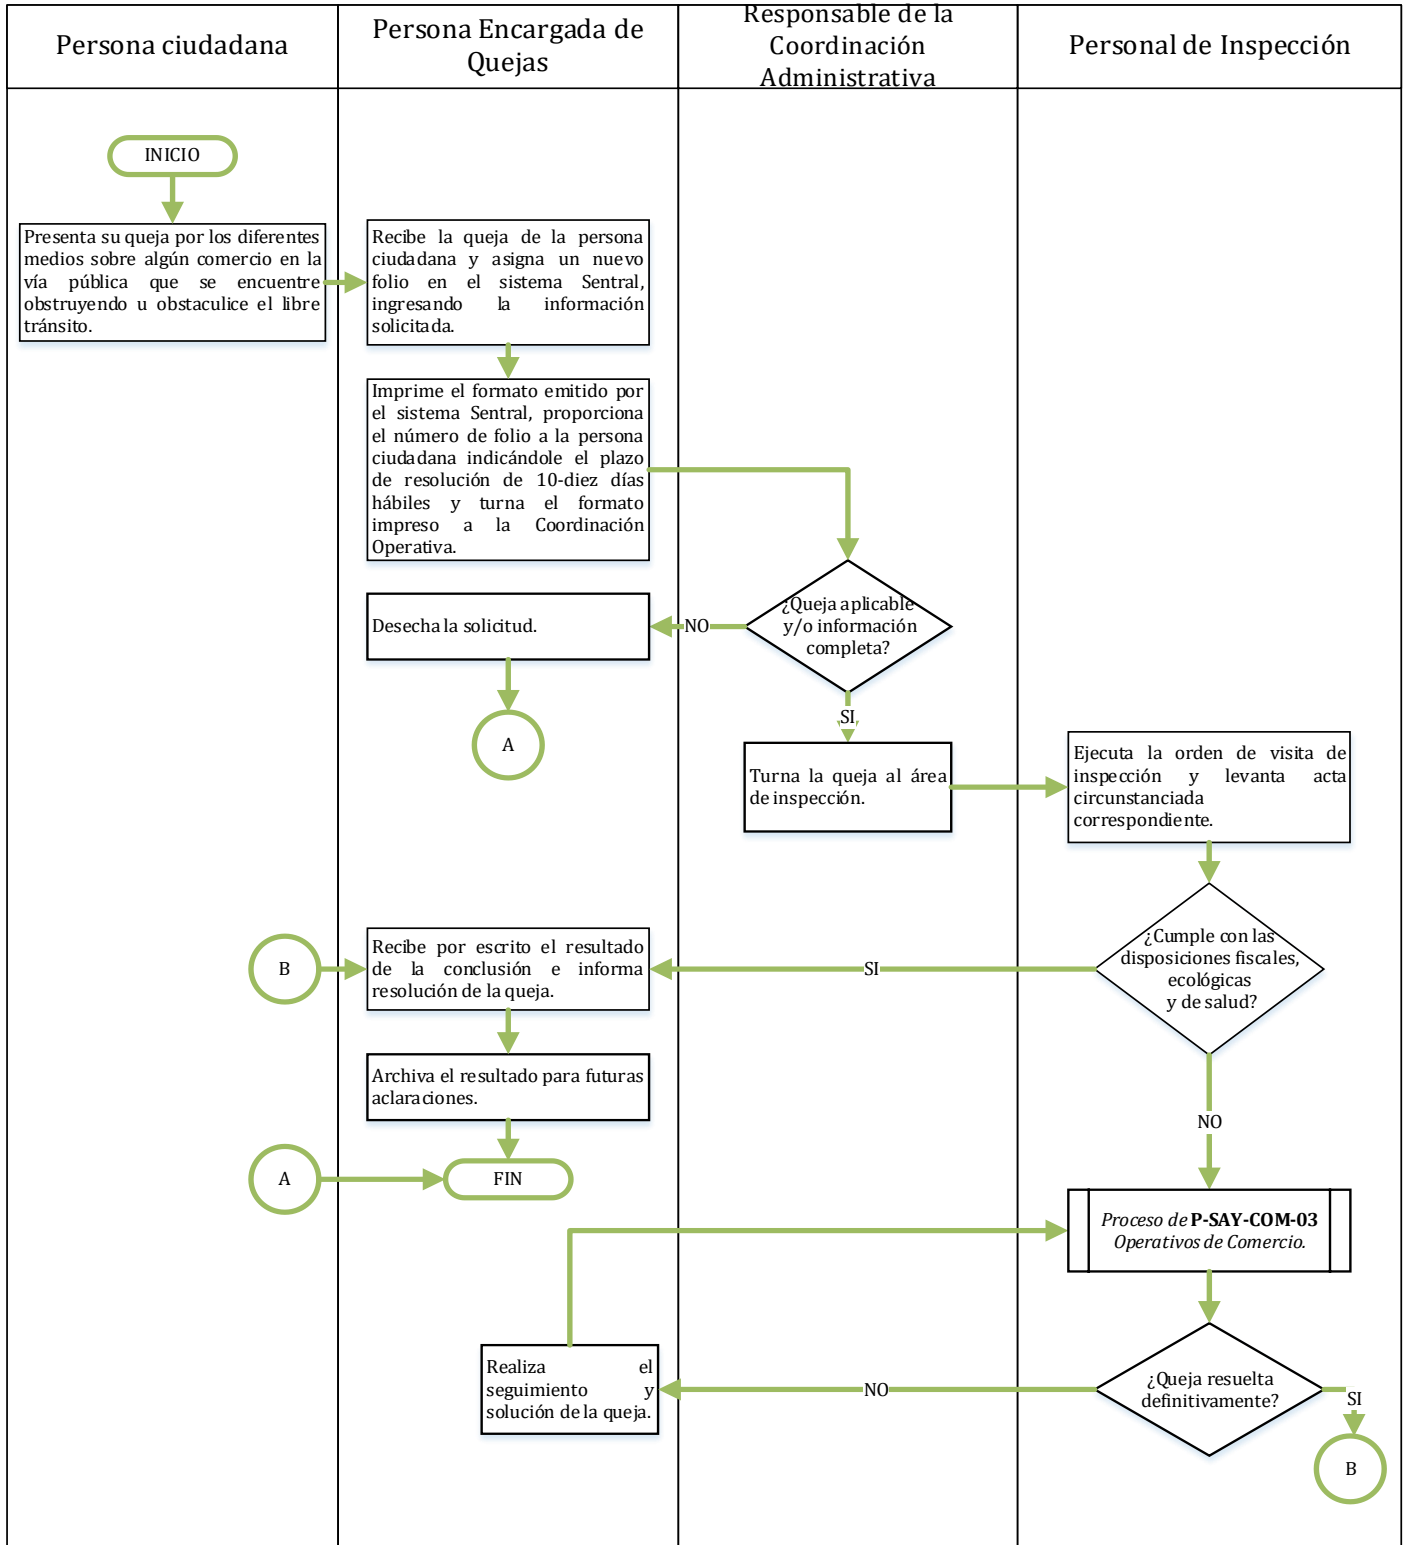 Persona ciudadana
Persona Encargada de
Quejas
Responsable de la
Coordinación
Administrativa
Personal de Inspección
INICIO
Presenta su queja por los diferentes
medios sobre algún comercio en la
vía pública que se encuentre
obstruyendo u obstaculice el libre
tránsito.
Recibe la queja de la persona
ciudadana y asigna un nuevo
folio en el sistema Sentral,
ingresando la información
solicitada.
Imprime el formato emitido por
el sistema Sentral, proporciona
el número de folio a la persona
ciudadana indicándole el plazo
de resolución de 10-diez días
hábiles y turna el formato
impreso a la Coordinación
Operativa.
¿Queja aplicable
y/o información
completa?
NO
Desecha la solicitud.
A
SI
Turna la queja al área
de inspección.
Ejecuta la orden de visita de
inspección y levanta acta
circunstanciada
correspondiente.
¿Cumple con las
disposiciones fiscales,
ecológicas
y de salud?
SI
B
Recibe por escrito el resultado
de la conclusión e informa
resolución de la queja.
Archiva el resultado para futuras
aclaraciones.
NO
A
FIN
Proceso de P-SAY-COM-03
Operativos de Comercio.
¿Queja resuelta
definitivamente?
NO
Realiza el
seguimiento y
solución de la queja.
SI
B